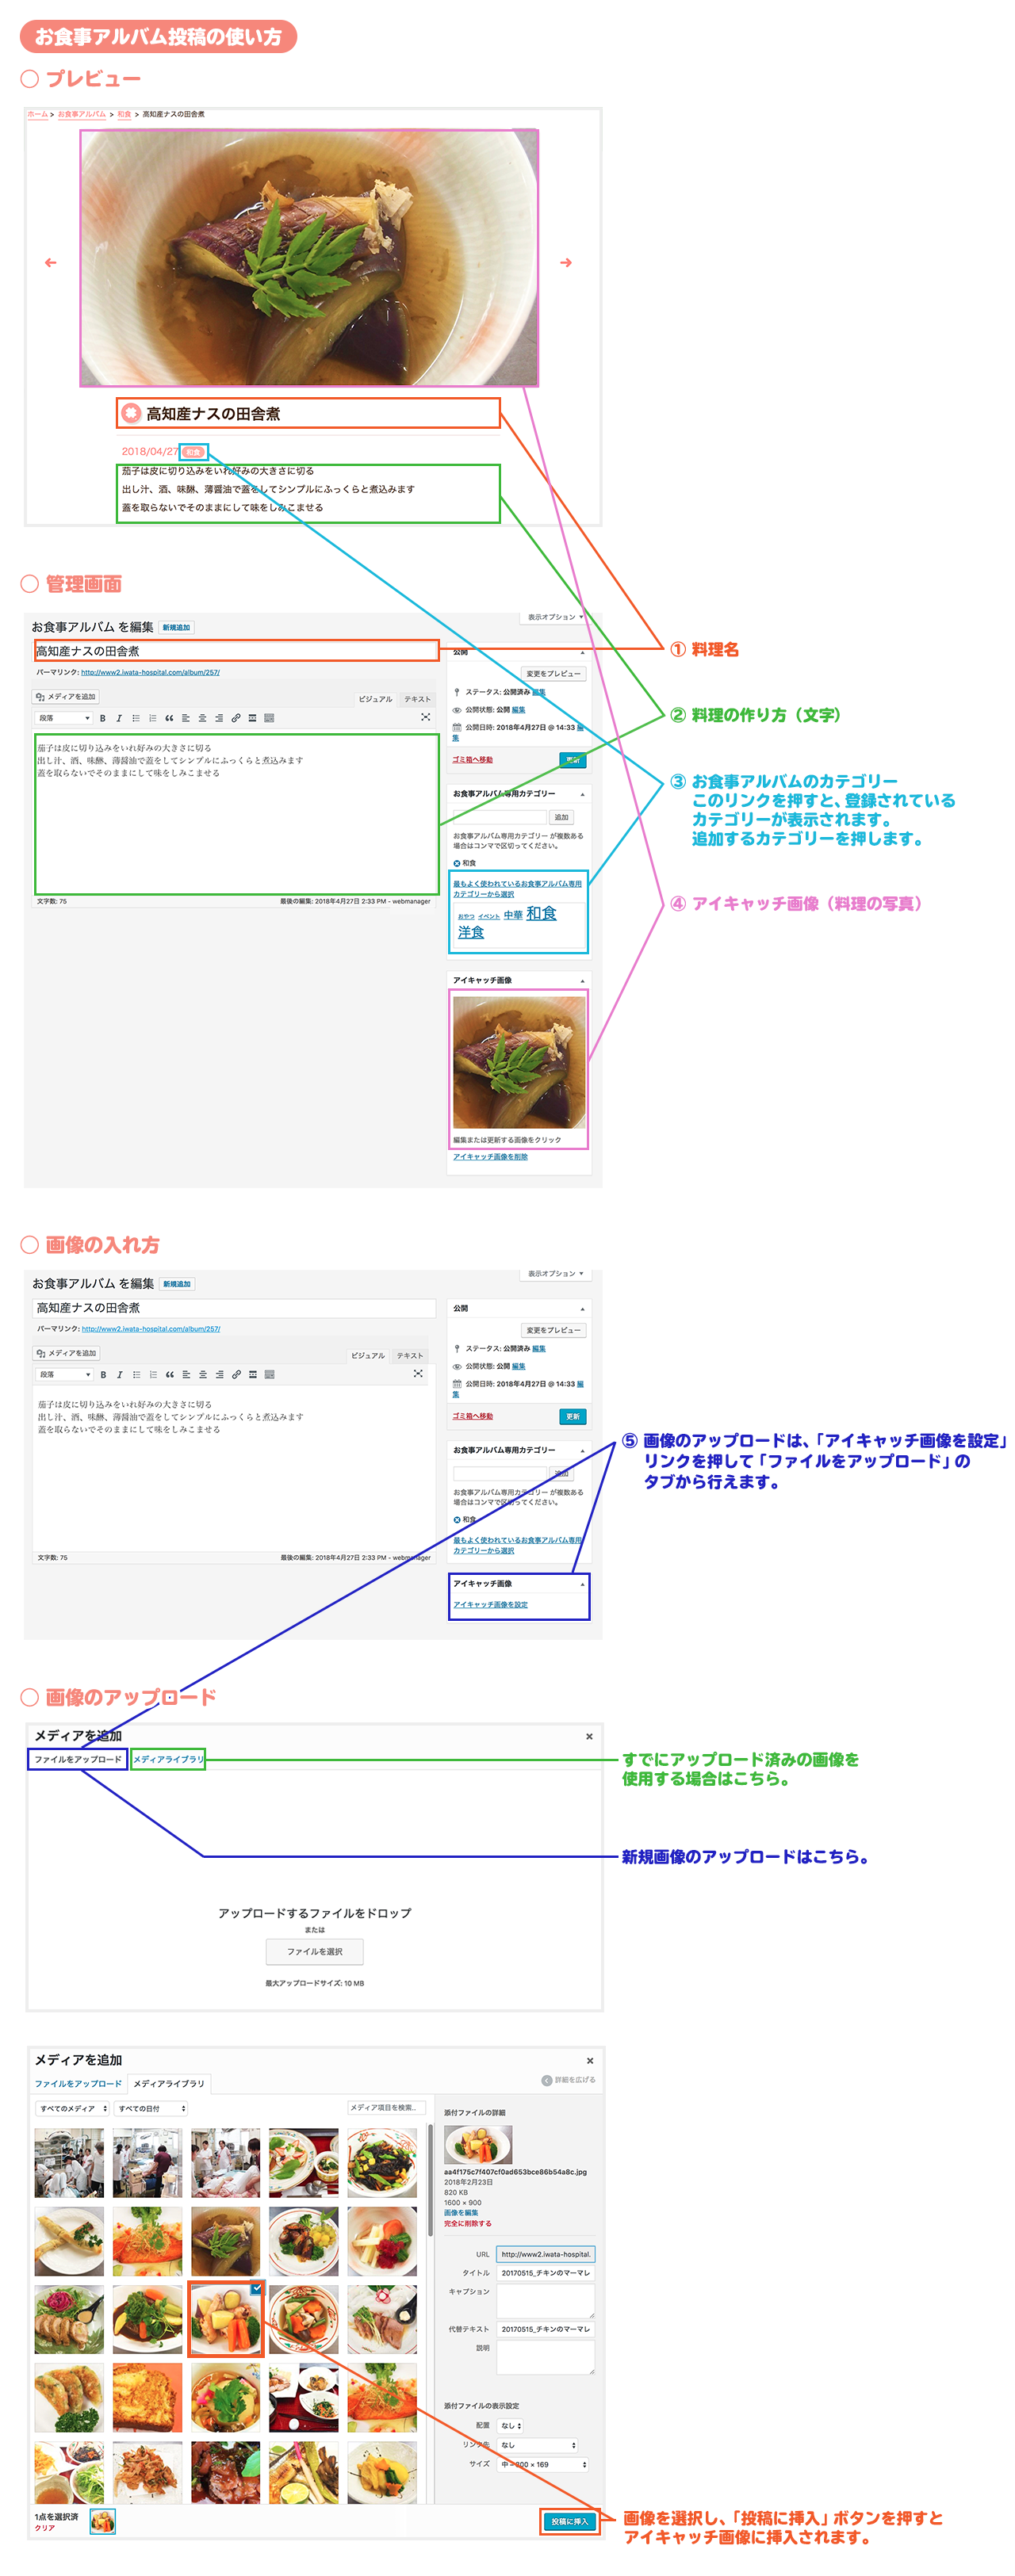 お食事アルバム投稿の使い方
○ プレビュー
ホーム > お食事アルバム > 和食 > 高知産ナスの田舎煮
←
→
高知産ナスの田舎煮
2018/04/27 和食
茄子は皮に切り込みをいれ好みの大きさに切る
出し汁、酒、味醂、薄醤油で蓋をしてシンプルにふっくらと煮込みます
蓋を取らないでそのままにして味をしみこませる
○ 管理画面
表示オプション ▼
お食事アルバム を編集 新規追加
高知産ナスの田舎煮
パーマリンク: http://www2.iwata-hospital.com/album/257/
メディアを追加
ビジュアル テキスト
段落
茄子は皮に切り込みをいれ好みの大きさに切る
出し汁、酒、味醂、薄醤油で蓋をしてシンプルにふっくらと煮込みます
蓋を取らないでそのままにして味をしみこませる
文字数: 75
最後の編集: 2018年4月27日 2:33 PM - webmanager
公開
変更をプレビュー
ステータス: 公開済み 編集
公開状態: 公開 編集
公開日時: 2018年4月27日 @ 14:33 編
集
ゴミ箱へ移動 更新
お食事アルバム専用カテゴリー
追加
お食事アルバム専用カテゴリー が複数ある
場合はコンマで区切ってください。
和食
最もよく使われているお食事アルバム専用
カテゴリーから選択
おやつ イベント 中華 和食
洋食
アイキャッチ画像
編集または更新する画像をクリック
アイキャッチ画像を削除
① 料理名
② 料理の作り方（文字）
③ お食事アルバムのカテゴリー
このリンクを押すと、登録されている
カテゴリーが表示されます。
追加するカテゴリーを押します。
④ アイキャッチ画像（料理の写真）
○ 画像の入れ方
表示オプション ▼
お食事アルバム を編集 新規追加
高知産ナスの田舎煮
パーマリンク: http://www2.iwata-hospital.com/album/257/
メディアを追加
ビジュアル テキスト
段落
茄子は皮に切り込みをいれ好みの大きさに切る
出し汁、酒、味醂、薄醤油で蓋をしてシンプルにふっくらと煮込みます
蓋を取らないでそのままにして味をしみこませる
文字数: 75
最後の編集: 2018年4月27日 2:33 PM - webmanager
公開
変更をプレビュー
ステータス: 公開済み 編集
公開状態: 公開 編集
公開日時: 2018年4月27日 @ 14:33 編
集
ゴミ箱へ移動 更新
お食事アルバム専用カテゴリー
追加
お食事アルバム専用カテゴリー が複数ある
場合はコンマで区切ってください。
和食
最もよく使われているお食事アルバム専用
カテゴリーから選択
アイキャッチ画像
アイキャッチ画像を設定
⑤ 画像のアップロードは、「アイキャッチ画像を設定」
リンクを押して「ファイルをアップロード」の
タブから行えます。
○ 画像のアップロード
メディアを追加
ファイルをアップロード メディアライブラリ
すでにアップロード済みの画像を
使用する場合はこちら。
新規画像のアップロードはこちら。
アップロードするファイルをドロップ
または
ファイルを選択
最大アップロードサイズ: 10 MB
メディアを追加
ファイルをアップロード メディアライブラリ
詳細を広げる
すべてのメディア すべての日付
メディア項目を検索...
添付ファイルの詳細
aa4f175c7f407cf0ad653bce86b54a8c.jpg
2018年2月23日
820 KB
1600 × 900
画像を編集
完全に削除する
URL http://www2.iwata-hospital.
タイトル 20170515_チキンのマーマレ
キャプション
代替テキスト 20170515_チキンのマーマレ
説明
添付ファイルの表示設定
配置 なし
リンク先 なし
サイズ 中 – 300 × 169
1点を選択済
クリア
投稿に挿入
画像を選択し、「投稿に挿入」ボタンを押すと
アイキャッチ画像に挿入されます。